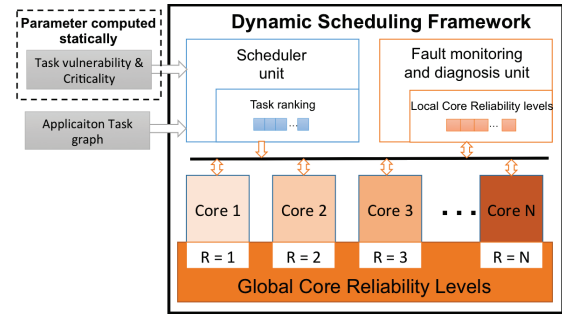 Parameter computed
statically
Task vulnerability &
Criticality
Applicaiton Task
graph
Dynamic Scheduling Framework
Scheduler
unit
Task ranking
...
Fault monitoring
and diagnosis unit
Local Core Reliability levels
...
Core 1
Core 2
Core 3
...
Core N
R = 1
R = 2
R = 3
R = N
Global Core Reliability Levels